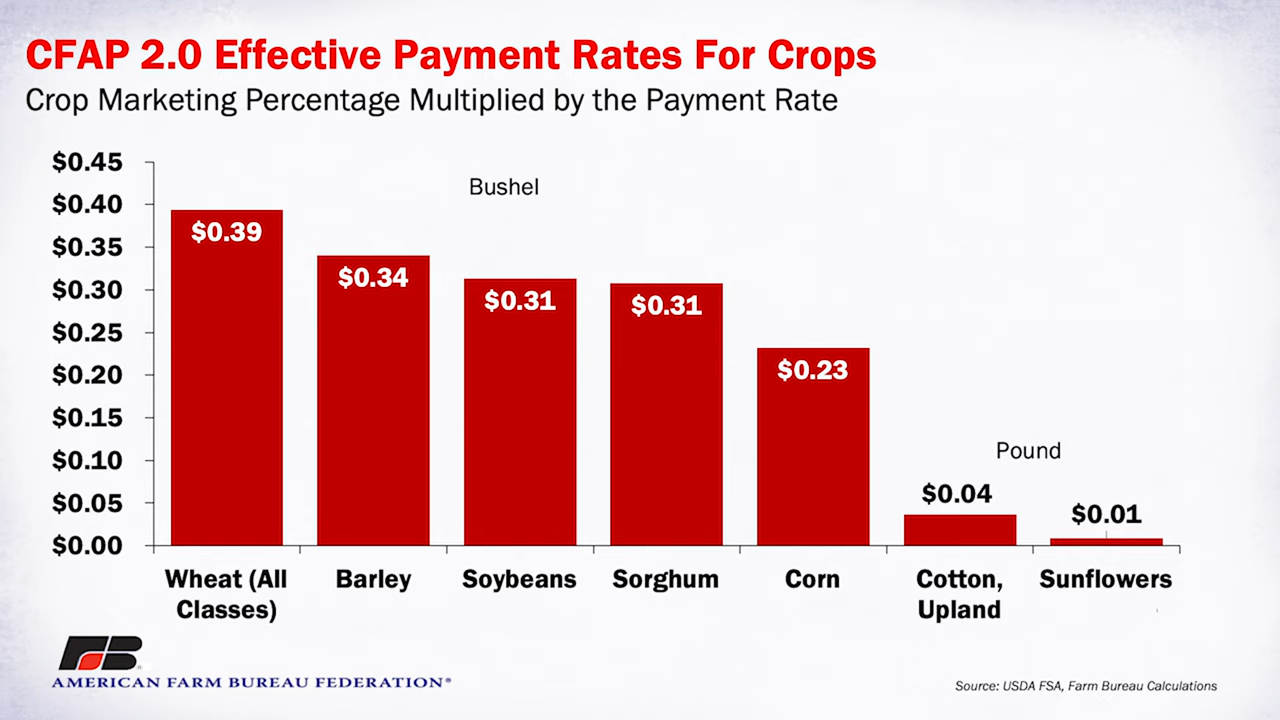 CFAP 2.0 Effective Payment Rates For Crops
Crop Marketing Percentage Multiplied by the Payment Rate
$0.45
$0.40
$0.35
$0.30
$0.25
$0.20
$0.15
$0.10
$0.05
$0.00
Bushel
Pound
$0.39
$0.34
$0.31
$0.31
$0.23
$0.04
$0.01
Wheat (All
Classes)
Barley
Soybeans
Sorghum
Corn
Cotton,
Upland
Sunflowers
FB
AMERICAN FARM BUREAU FEDERATION®
Source: USDA FSA, Farm Bureau Calculations